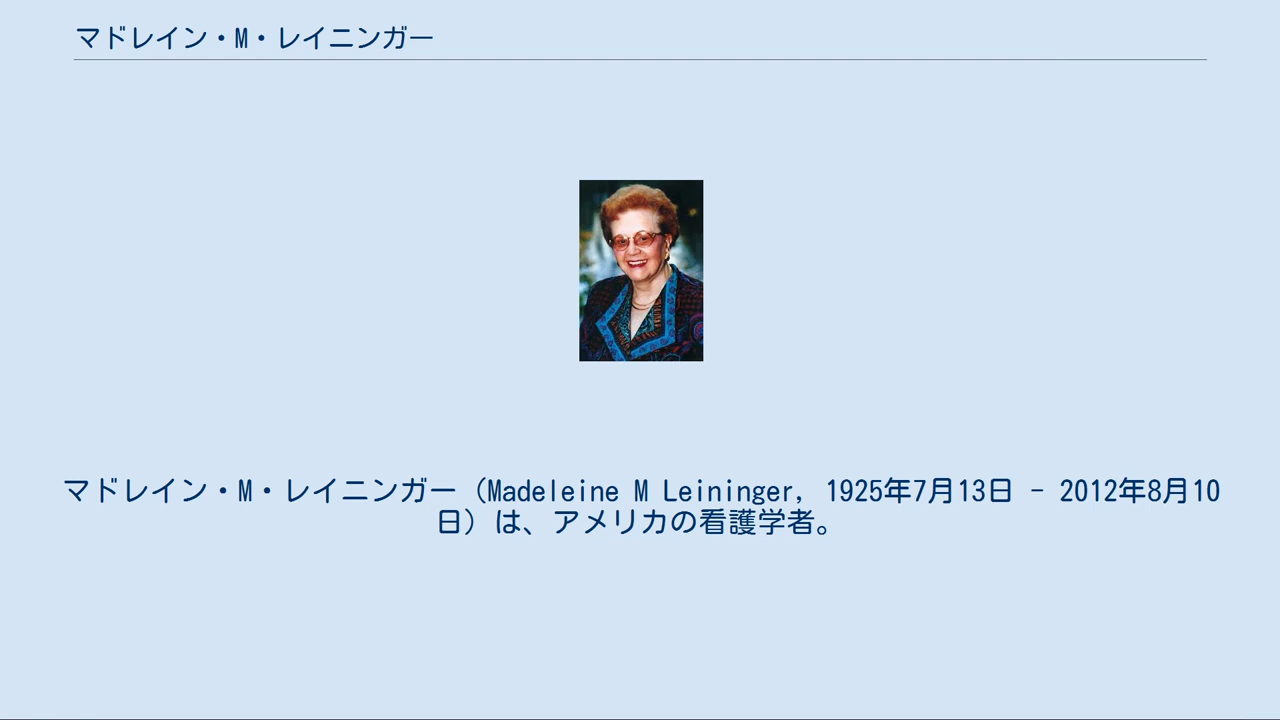 マドレイン・M・レイニンガー
マドレイン・M・レイニンガー（Madeleine M Leininger, 1925年7月13日 - 2012年8月10
日）は、アメリカの看護学者。